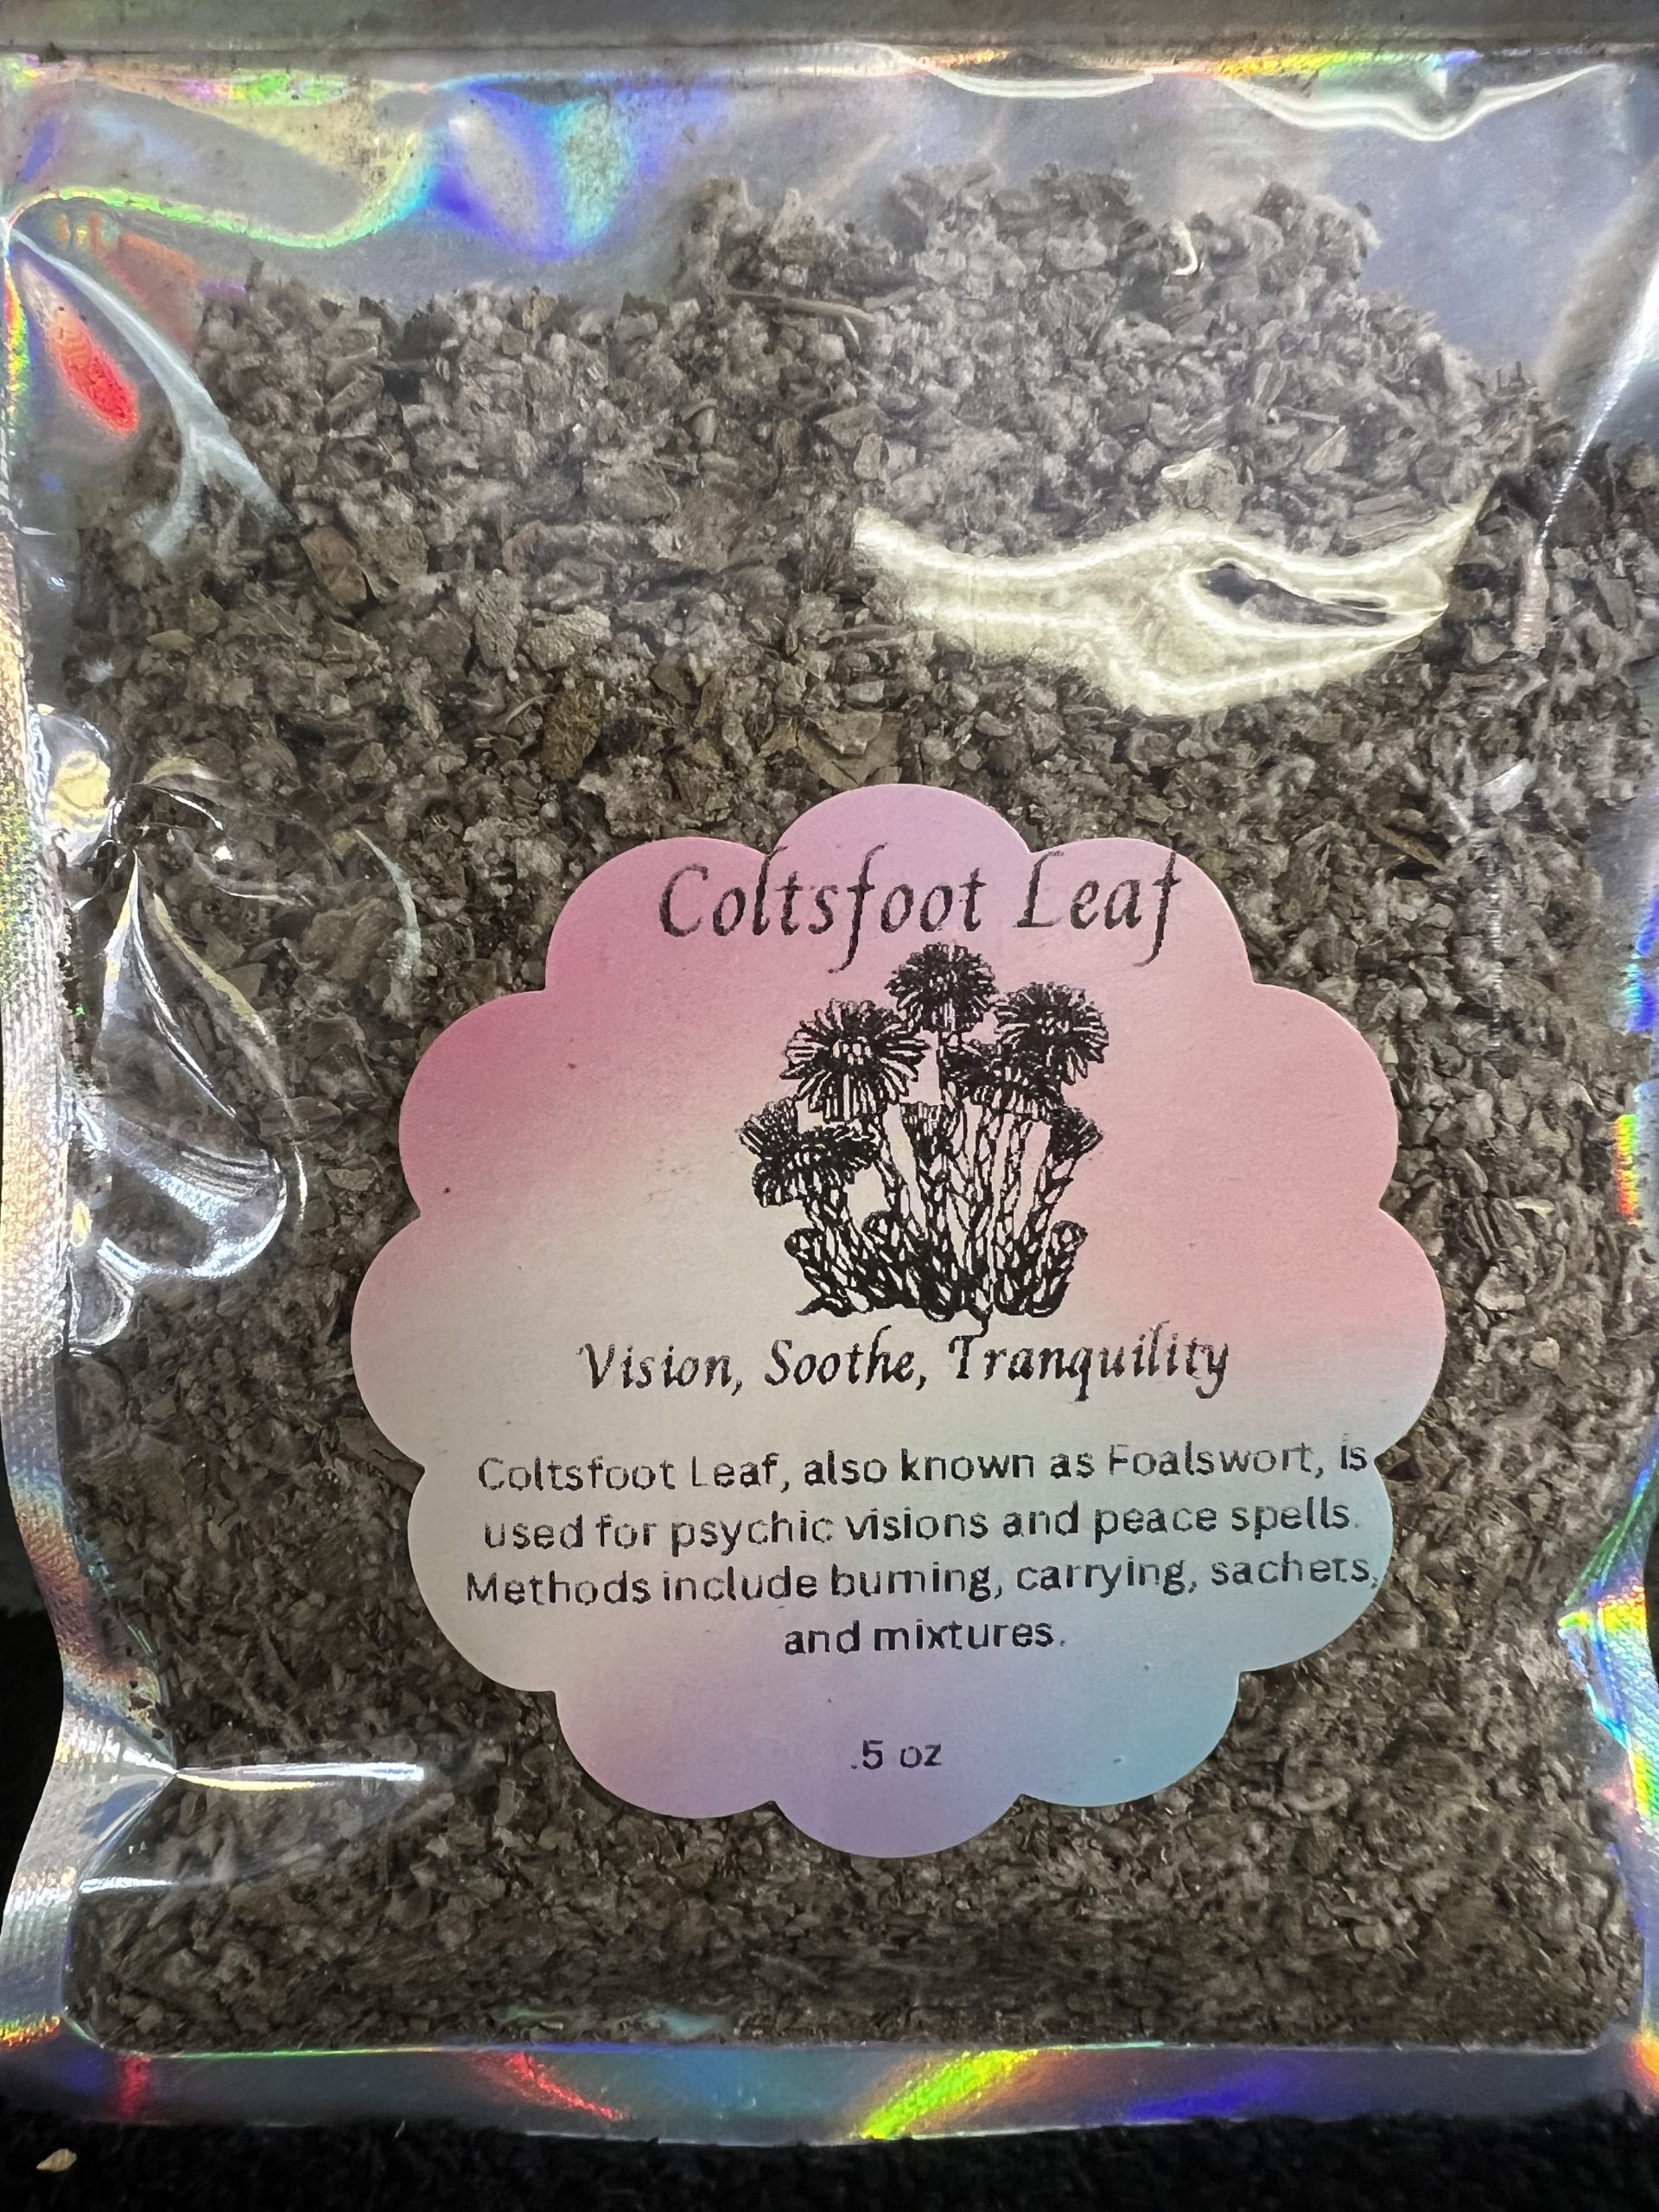 Coltsfoot Leaf
Vision, Soothe, Tranquility
Coltsfoot Leaf, also known as Foalswort, is
used for psychic visions and peace spells.
Methods include burning, carrying, sachets,
and mixtures.
.5 oz